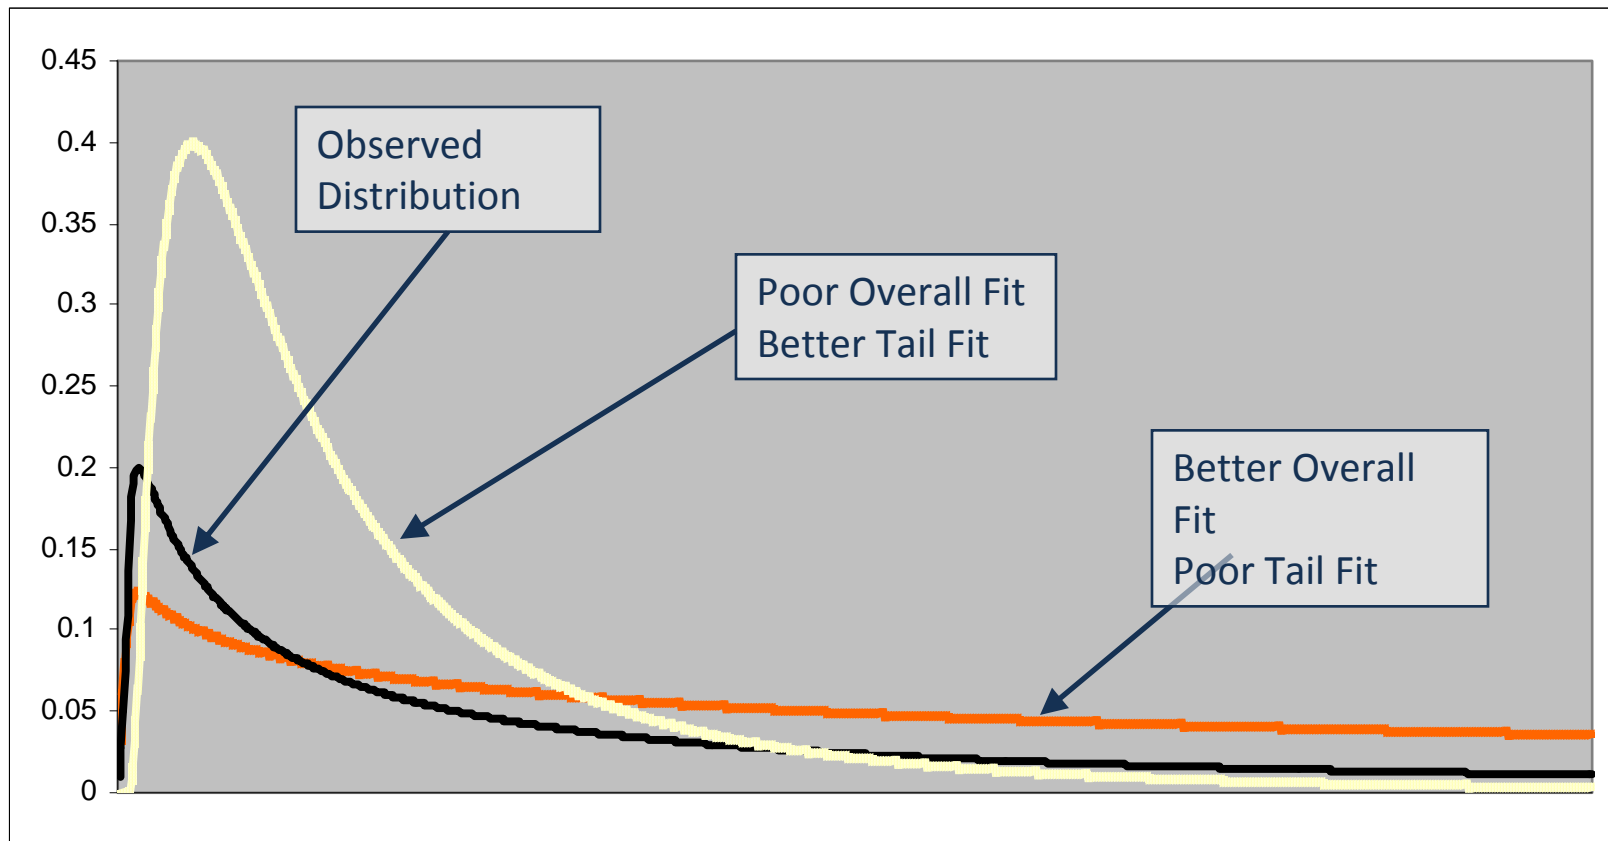 0.45
0.4
0.35
0.3
0.25
0.2
0.15
0.1
0.05
0
Observed
Distribution
Poor Overall Fit
Better Tail Fit
Better Overall
Fit
Poor Tail Fit